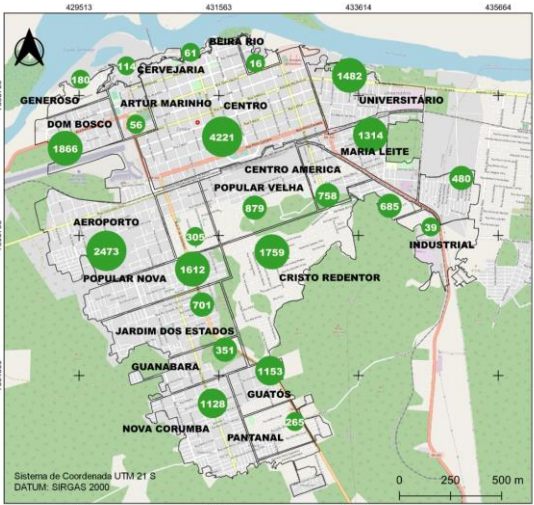 429513 431563 433614 435664
BEIRA RIO
61
16
114
CERVEJARIA
1482
180
GENEROSO
ARTUR MARINHO
CENTRO
UNIVERSITÁRIO
DOM BOSCO
56
4221
1314
1866
MARIA LEITE
CENTRO AMERICA
480
POPULAR VELHA
758
879
685
AEROPORTO
39
305
INDUSTRIAL
2473
1759
1612
POPULAR NOVA
CRISTO REDENTOR
701
JARDIM DOS ESTADOS
351
GUANABARÁ
1153
GUATÓS
1128
265
NOVA CORUMBA
PANTANAL
Sistema de Coordenada UTM 21 S
DATUM: SIRGAS 2000
0 250 500 m